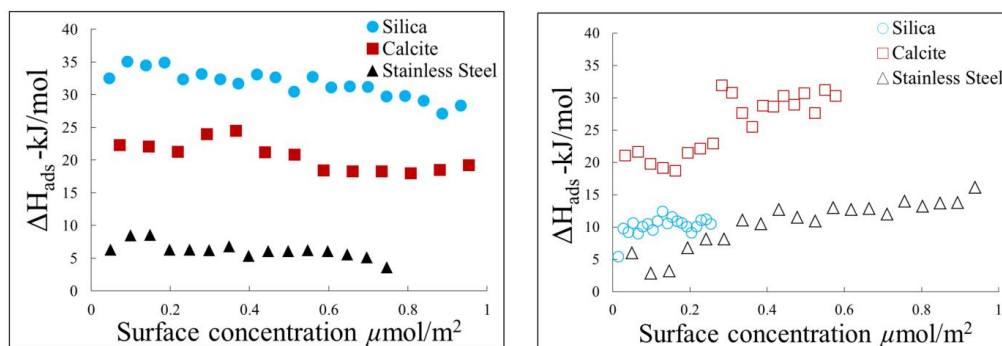 40
35
30
25
20
15
10
5
0
ΔHads -kJ/mol
Silica
Calcite
Stainless Steel
0 0.2 0.4 0.6 0.8 1
Surface concentration µmol/m²
40
35
30
25
20
15
10
5
0
ΔHads -kJ/mol
Silica
Calcite
Stainless Steel
0 0.2 0.4 0.6 0.8 1
Surface concentration µmol/m²